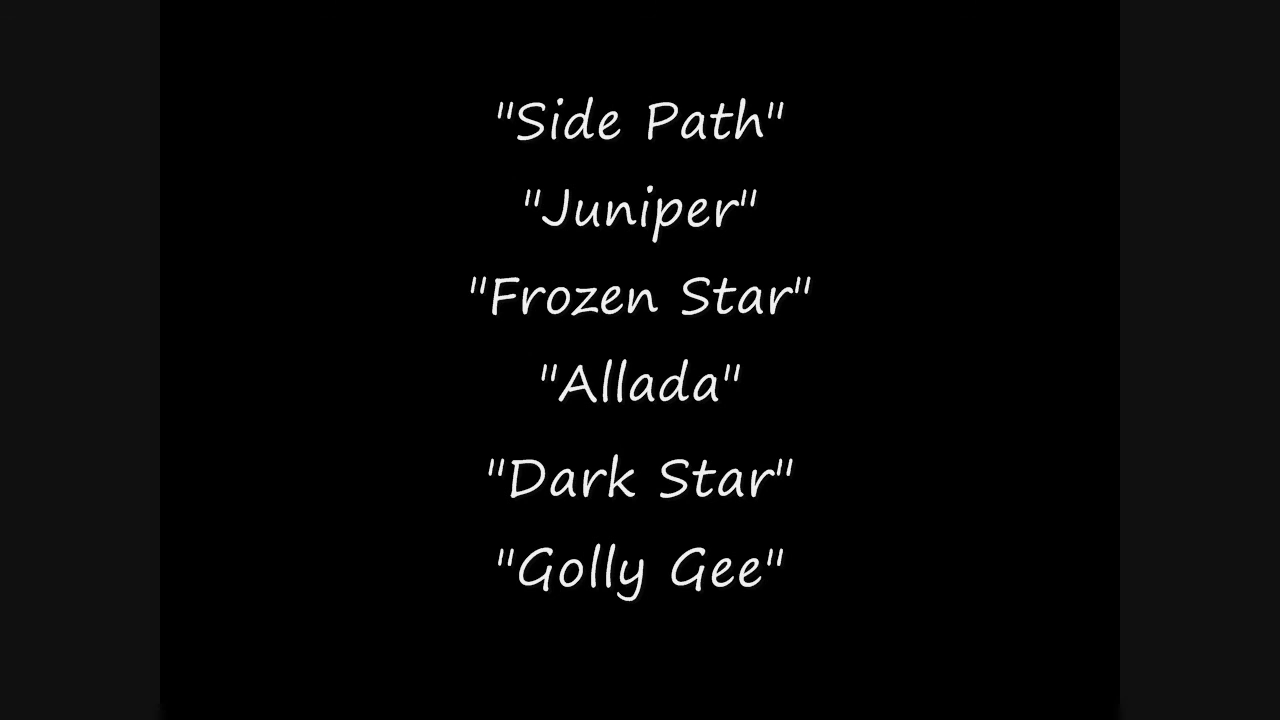 "Side Path"
"Juniper"
"Frozen Star"
"Allada"
"Dark Star"
"Golly Gee"